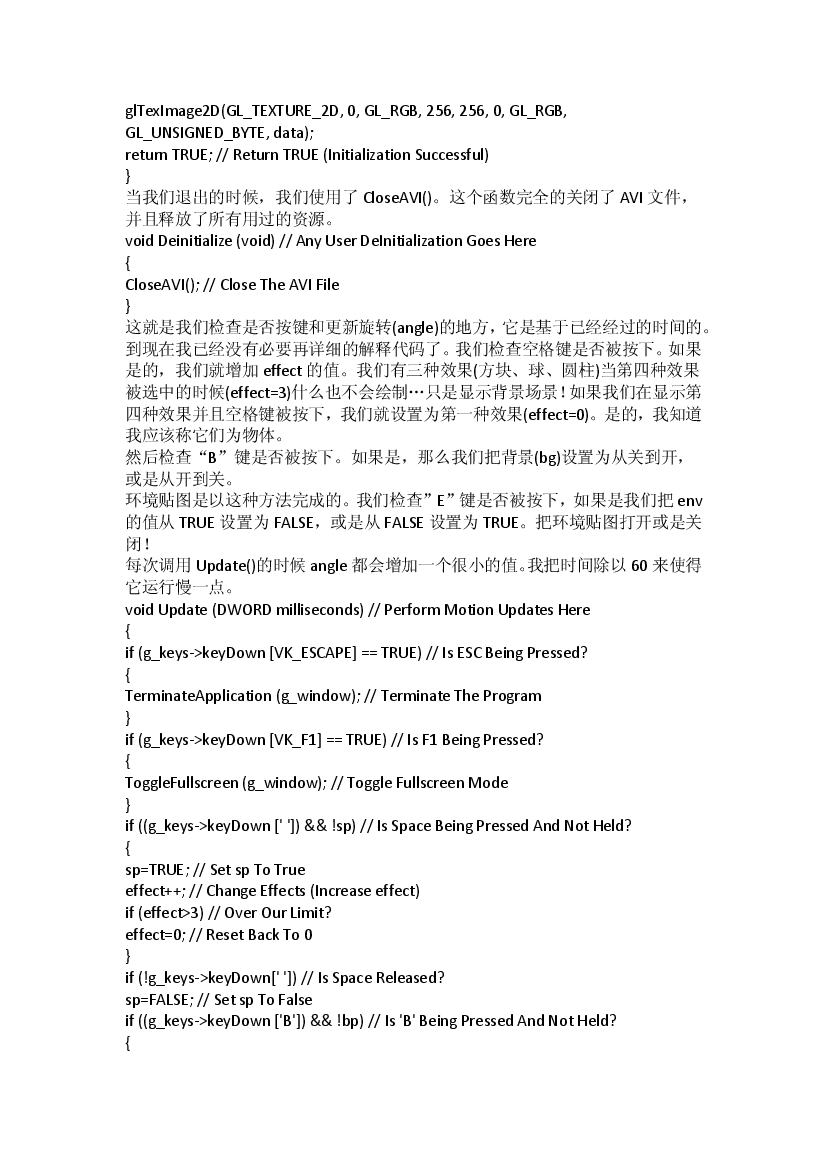 glTexImage2D(GL_TEXTURE_2D, 0, GL_RGB, 256, 256, 0, GL_RGB,
GL_UNSIGNED_BYTE, data);
return TRUE; // Return TRUE (Initialization Successful)
}
当我们退出的时候，我们使用了 CloseAVI()。这个函数完全的关闭了 AVI 文件，
并且释放了所有用过的资源。
void Deinitialize (void) // Any User DeInitialization Goes Here
{
CloseAVI(); // Close The AVI File
}
这就是我们检查是否按键和更新旋转(angle)的地方，它是基于已经经过的时间的。
到现在我已经没有必要再详细的解释代码了。我们检查空格键是否被按下。如果
是的，我们就增加 effect 的值。我们有三种效果(方块、球、圆柱)当第四种效果
被选中的时候(effect=3)什么也不会绘制…只是显示背景场景！如果我们在显示第
四种效果并且空格键被按下，我们就设置为第一种效果(effect=0)。是的，我知道
我应该称它们为物体。
然后检查“B”键是否被按下。如果是，那么我们把背景(bg)设置为从关到开，
或是从开到关。
环境贴图是以这种方法完成的。我们检查”E”键是否被按下，如果是我们把 env
的值从 TRUE 设置为 FALSE，或是从 FALSE 设置为 TRUE。把环境贴图打开或是关
闭！
每次调用 Update()的时候 angle 都会增加一个很小的值。我把时间除以 60 来使得
它运行慢一点。
void Update (DWORD milliseconds) // Perform Motion Updates Here
{
if (g_keys->keyDown [VK_ESCAPE] == TRUE) // Is ESC Being Pressed?
{
TerminateApplication (g_window); // Terminate The Program
}
if (g_keys->keyDown [VK_F1] == TRUE) // Is F1 Being Pressed?
{
ToggleFullscreen (g_window); // Toggle Fullscreen Mode
}
if ((g_keys->keyDown [' ']) && !sp) // Is Space Being Pressed And Not Held?
{
sp=TRUE; // Set sp To True
effect++; // Change Effects (Increase effect)
if (effect>3) // Over Our Limit?
effect=0; // Reset Back To 0
}
if (!g_keys->keyDown[' ']) // Is Space Released?
sp=FALSE; // Set sp To False
if ((g_keys->keyDown ['B']) && !bp) // Is 'B' Being Pressed And Not Held?
{